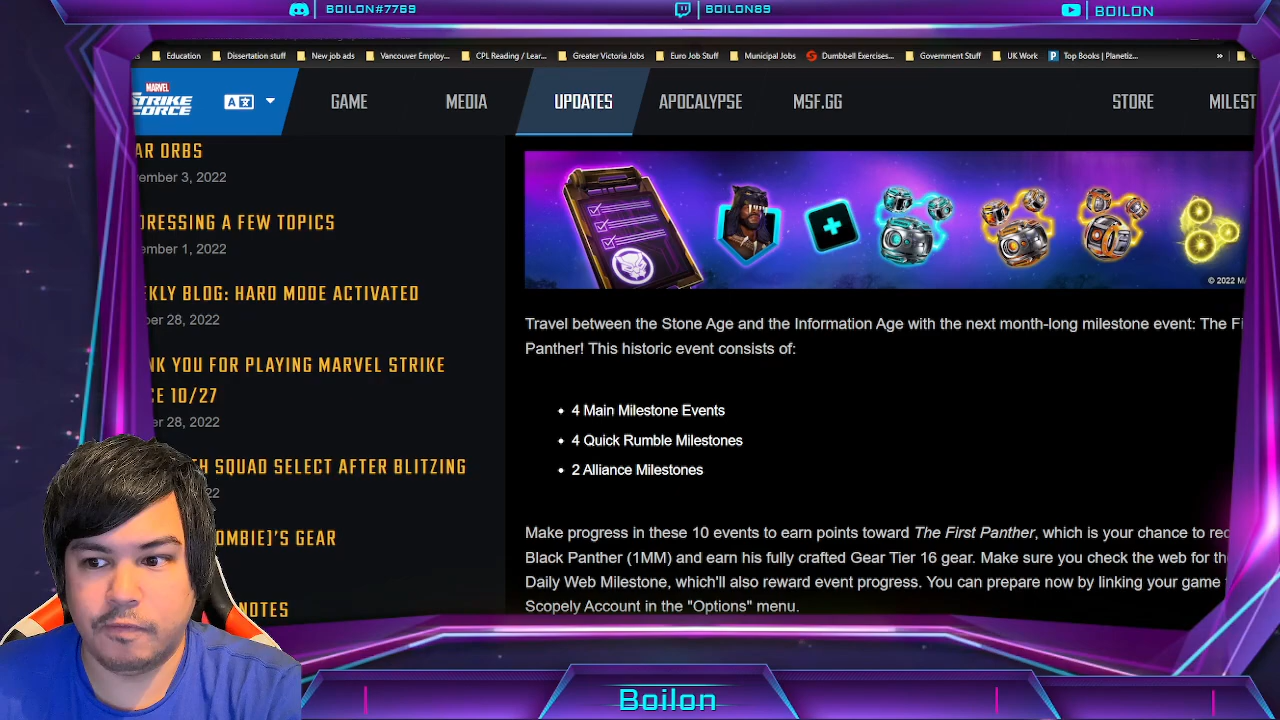 BOILON#7769
BOILON89
BOILON
Education
Dissertation stuff
New job ads
Vancouver Employ...
CPL Reading / Lear...
Greater Victoria Jobs
Euro Job Stuff
Municipal Jobs
Dumbbell Exercises...
Government Stuff
UK Work
Top Books | Planetiz...
»
MARVEL
STRIKE
FORCE
GAME
MEDIA
UPDATES
APOCALYPSE
MSF.GG
STORE
MILEST
AR ORBS
ember 3, 2022
DRESSING A FEW TOPICS
ember 1, 2022
EKLY BLOG: HARD MODE ACTIVATED
ber 28, 2022
NK YOU FOR PLAYING MARVEL STRIKE
CE 10/27
er 28, 2022
H SQUAD SELECT AFTER BLITZING
22
OMBIE]'S GEAR
NOTES
© 2022 MA
Travel between the Stone Age and the Information Age with the next month-long milestone event: The Fi
Panther! This historic event consists of:
• 4 Main Milestone Events
• 4 Quick Rumble Milestones
• 2 Alliance Milestones
Make progress in these 10 events to earn points toward The First Panther, which is your chance to rec
Black Panther (1MM) and earn his fully crafted Gear Tier 16 gear. Make sure you check the web for the
Daily Web Milestone, which'll also reward event progress. You can prepare now by linking your game
Scopely Account in the "Options" menu.
Boilon